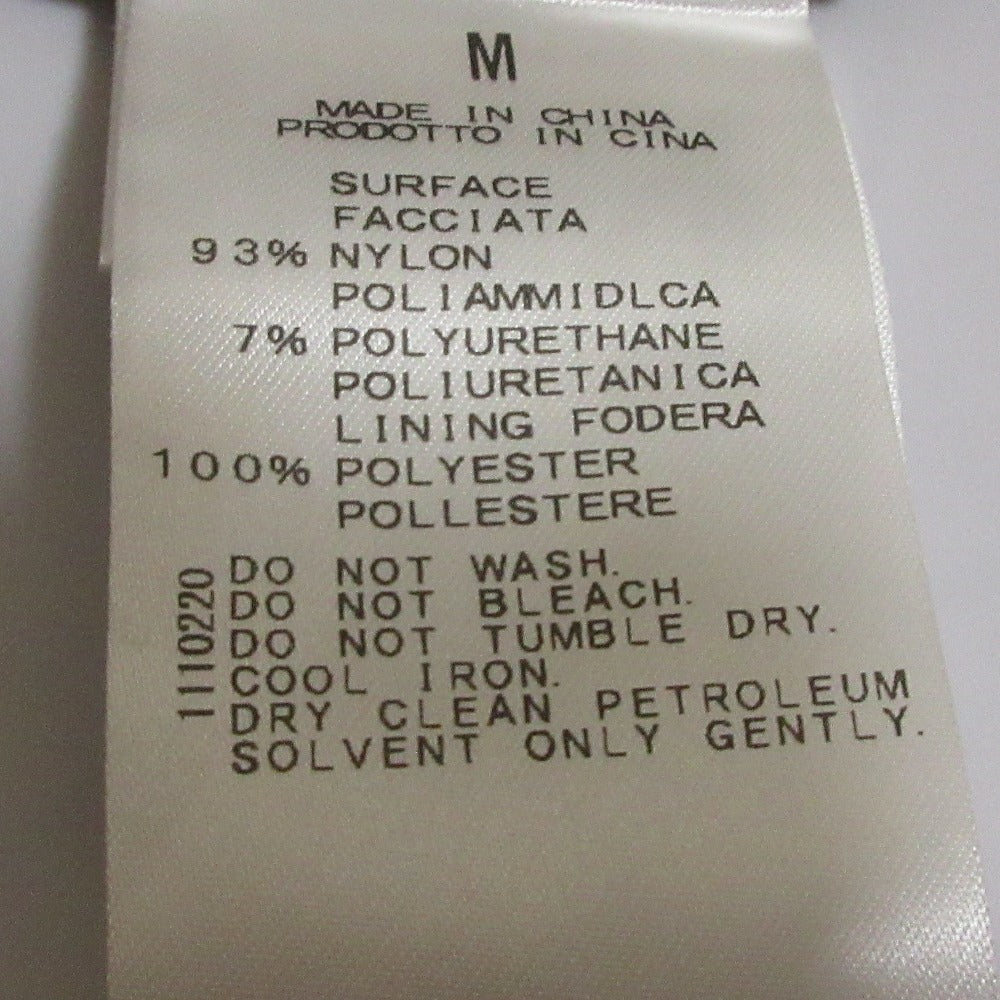 M
MADE IN CHINA
PRODOTTO IN CINA
SURFACE
FACCIATA
93% NYLON
POLIAMMIDLCA
7% POLYURETHANE
POLIURETANICA
LINING FODERA
100% POLYESTER
POLLESTERE
DO NOT WASH.
DO NOT BLEACH.
DO NOT TUMBLE DRY.
COOL IRON.
DRY CLEAN PETROLEUM
SOLVENT ONLY GENTLY.
1110220